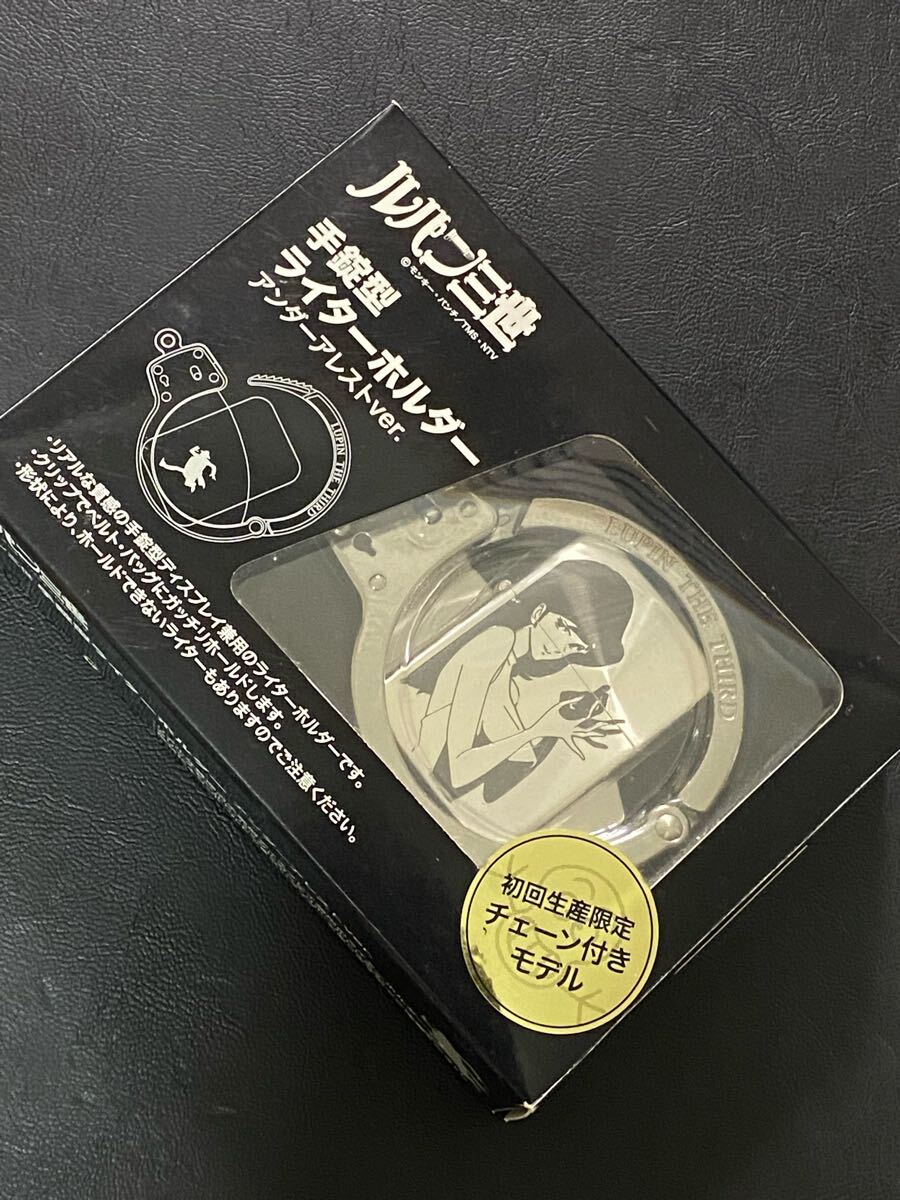 ルパン三世
©モンキー・パンチ/TMS・NTV
手錠型
ライターホルダー
アンダーアレストver.
LUPIN THE THIRD
・リアルな質感の手錠型ディスプレイ兼用のライターホルダーです。
・クリップでベルト・バッグにガッチリホールドします。
・形状により、ホールドできないライターもありますのでご注意ください。
LUPIN THE THIRD
初回生産限定
チェーン付き
モデル